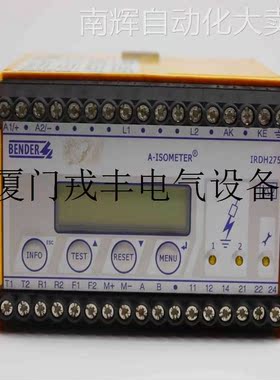 南辉自动化大卖
A1/+ A2/- L1 L2 AK KE
BENDER
A-ISOMETER®
IRDH275
厦门戎丰电气设备
1 2
esc
INFO TEST RESET MENU
T1 T2 R1 R2 F1 F2 M+ M- A B 11 12 14 21 22 24